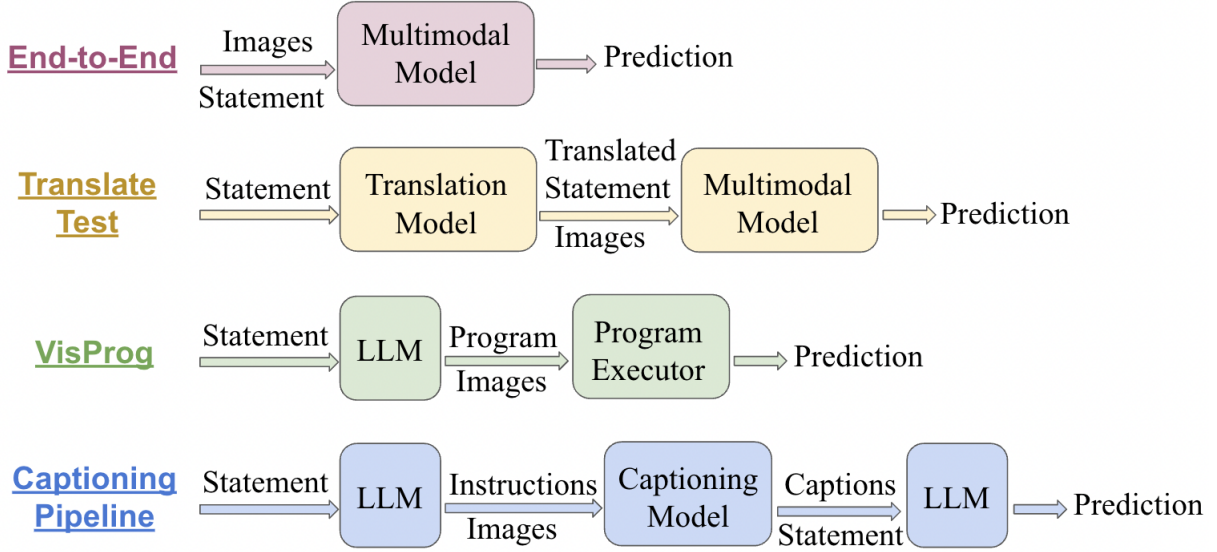 End-to-End
Images
Statement
Multimodal
Model
Prediction
Translate
Test
Statement
Translation
Model
Translated
Statement
Images
Multimodal
Model
Prediction
VisProg
Statement
LLM
Program
Images
Program
Executor
Prediction
Captioning
Pipeline
Statement
LLM
Instructions
Images
Captioning
Model
Captions
Statement
LLM
Prediction